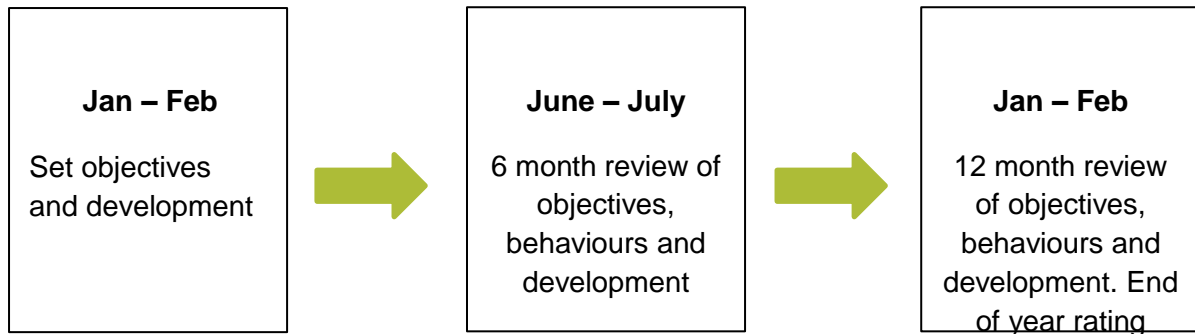 Jan – Feb
Set objectives
and development
June – July
6 month review of
objectives,
behaviours and
development
Jan – Feb
12 month review
of objectives,
behaviours and
development. End
of year rating